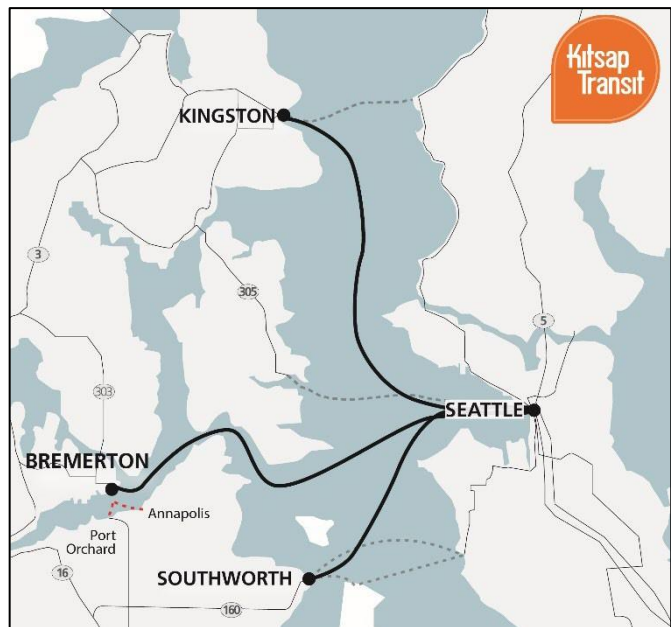 Kitsap
Transit
KINGSTON
3
305
5
303
SEATTLE
BREMERTON
Annapolis
Port
Orchard
16
SOUTHWORTH
160